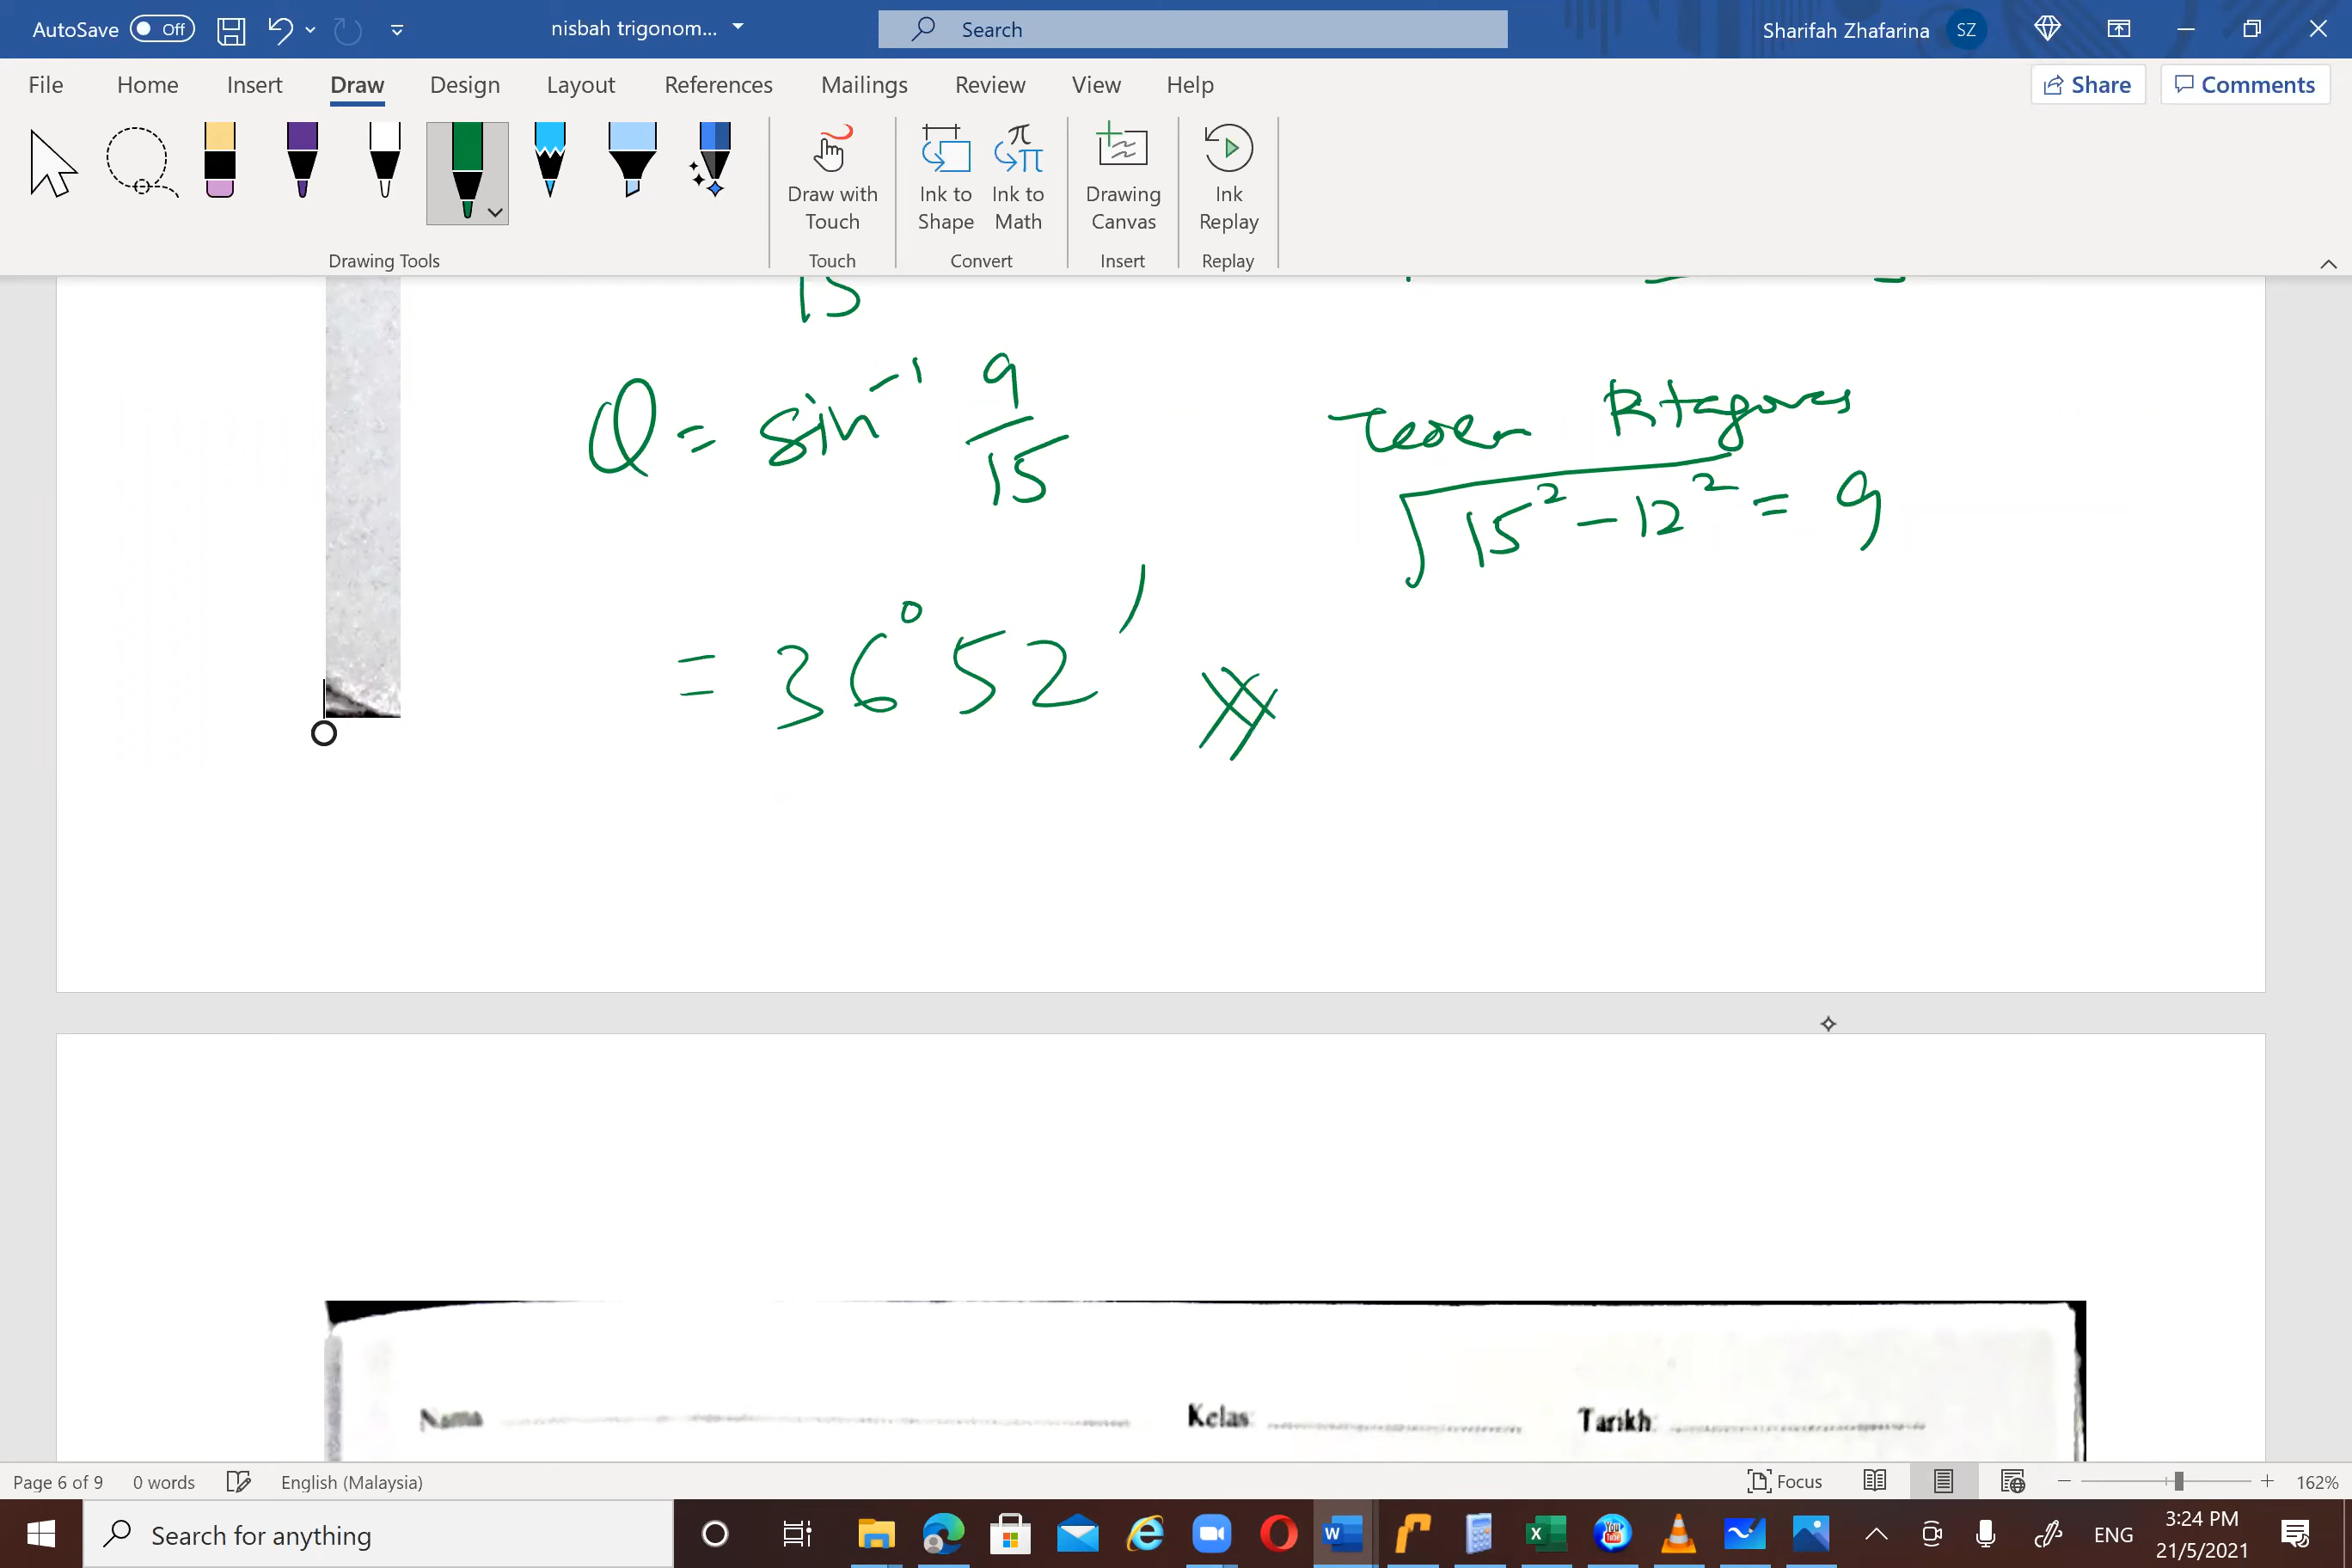 AutoSave Off nisbah trigonom... Search Sharifah Zhafarina SZ
File Home Insert Draw Design Layout References Mailings Review View Help Share Comments
Draw with Touch
Ink to Shape
Ink to Math
Drawing Canvas
Ink Replay
Drawing Tools Touch Convert Insert Replay
15
Q = sin⁻¹ 9/15
√15² - 12² = 9
= 36° 52'
Nama Kelas: Tarikh:
Page 6 of 9 0 words English (Malaysia) Focus 162%
Search for anything ENG 3:24 PM
21/5/2021